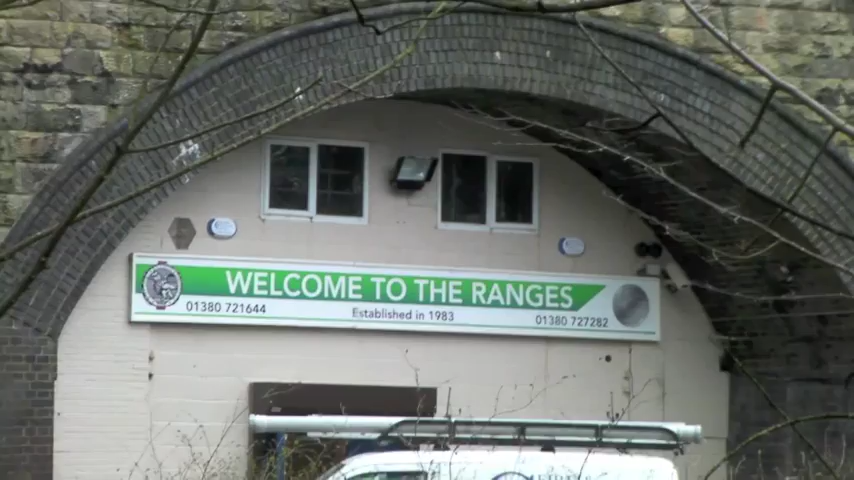 WELCOME TO THE RANGES
01380 721644 Established in 1983 01380 727282